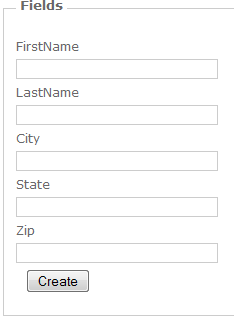 Fields
FirstName
LastName
City
State
Zip
Create